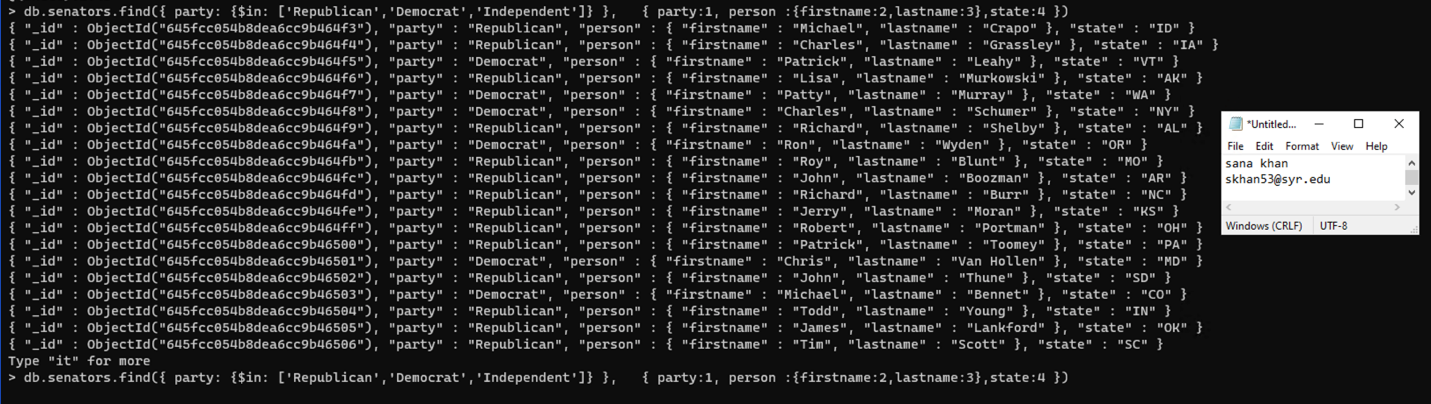 > db.senators.find({ party: {$in: ['Republican','Democrat','Independent']} },   { party:1, person :{firstname:2,lastname:3},state:4 })
{ "_id" : ObjectId("645fcc054b8dea6cc9b464f3"), "party" : "Republican", "person" : { "firstname" : "Michael", "lastname" : "Crapo" }, "state" : "ID" }
{ "_id" : ObjectId("645fcc054b8dea6cc9b464f4"), "party" : "Republican", "person" : { "firstname" : "Charles", "lastname" : "Grassley" }, "state" : "IA" }
{ "_id" : ObjectId("645fcc054b8dea6cc9b464f5"), "party" : "Democrat", "person" : { "firstname" : "Patrick", "lastname" : "Leahy" }, "state" : "VT" }
{ "_id" : ObjectId("645fcc054b8dea6cc9b464f6"), "party" : "Republican", "person" : { "firstname" : "Lisa", "lastname" : "Murkowski" }, "state" : "AK" }
{ "_id" : ObjectId("645fcc054b8dea6cc9b464f7"), "party" : "Democrat", "person" : { "firstname" : "Patty", "lastname" : "Murray" }, "state" : "WA" }
{ "_id" : ObjectId("645fcc054b8dea6cc9b464f8"), "party" : "Democrat", "person" : { "firstname" : "Charles", "lastname" : "Schumer" }, "state" : "NY" }
{ "_id" : ObjectId("645fcc054b8dea6cc9b464f9"), "party" : "Republican", "person" : { "firstname" : "Richard", "lastname" : "Shelby" }, "state" : "AL" }
{ "_id" : ObjectId("645fcc054b8dea6cc9b464fa"), "party" : "Democrat", "person" : { "firstname" : "Ron", "lastname" : "Wyden" }, "state" : "OR" }
{ "_id" : ObjectId("645fcc054b8dea6cc9b464fb"), "party" : "Republican", "person" : { "firstname" : "Roy", "lastname" : "Blunt" }, "state" : "MO" }
{ "_id" : ObjectId("645fcc054b8dea6cc9b464fc"), "party" : "Republican", "person" : { "firstname" : "John", "lastname" : "Boozman" }, "state" : "AR" }
{ "_id" : ObjectId("645fcc054b8dea6cc9b464fd"), "party" : "Republican", "person" : { "firstname" : "Richard", "lastname" : "Burr" }, "state" : "NC" }
{ "_id" : ObjectId("645fcc054b8dea6cc9b464fe"), "party" : "Republican", "person" : { "firstname" : "Jerry", "lastname" : "Moran" }, "state" : "KS" }
{ "_id" : ObjectId("645fcc054b8dea6cc9b464ff"), "party" : "Republican", "person" : { "firstname" : "Robert", "lastname" : "Portman" }, "state" : "OH" }
{ "_id" : ObjectId("645fcc054b8dea6cc9b46500"), "party" : "Republican", "person" : { "firstname" : "Patrick", "lastname" : "Toomey" }, "state" : "PA" }
{ "_id" : ObjectId("645fcc054b8dea6cc9b46501"), "party" : "Democrat", "person" : { "firstname" : "Chris", "lastname" : "Van Hollen" }, "state" : "MD" }
{ "_id" : ObjectId("645fcc054b8dea6cc9b46502"), "party" : "Republican", "person" : { "firstname" : "John", "lastname" : "Thune" }, "state" : "SD" }
{ "_id" : ObjectId("645fcc054b8dea6cc9b46503"), "party" : "Democrat", "person" : { "firstname" : "Michael", "lastname" : "Bennet" }, "state" : "CO" }
{ "_id" : ObjectId("645fcc054b8dea6cc9b46504"), "party" : "Republican", "person" : { "firstname" : "Todd", "lastname" : "Young" }, "state" : "IN" }
{ "_id" : ObjectId("645fcc054b8dea6cc9b46505"), "party" : "Republican", "person" : { "firstname" : "James", "lastname" : "Lankford" }, "state" : "OK" }
{ "_id" : ObjectId("645fcc054b8dea6cc9b46506"), "party" : "Republican", "person" : { "firstname" : "Tim", "lastname" : "Scott" }, "state" : "SC" }
Type "it" for more
> db.senators.find({ party: {$in: ['Republican','Democrat','Independent']} },   { party:1, person :{firstname:2,lastname:3},state:4 })
*Untitled...
File Edit Format View Help
sana khan
skhan53@syr.edu
Windows (CRLF) UTF-8